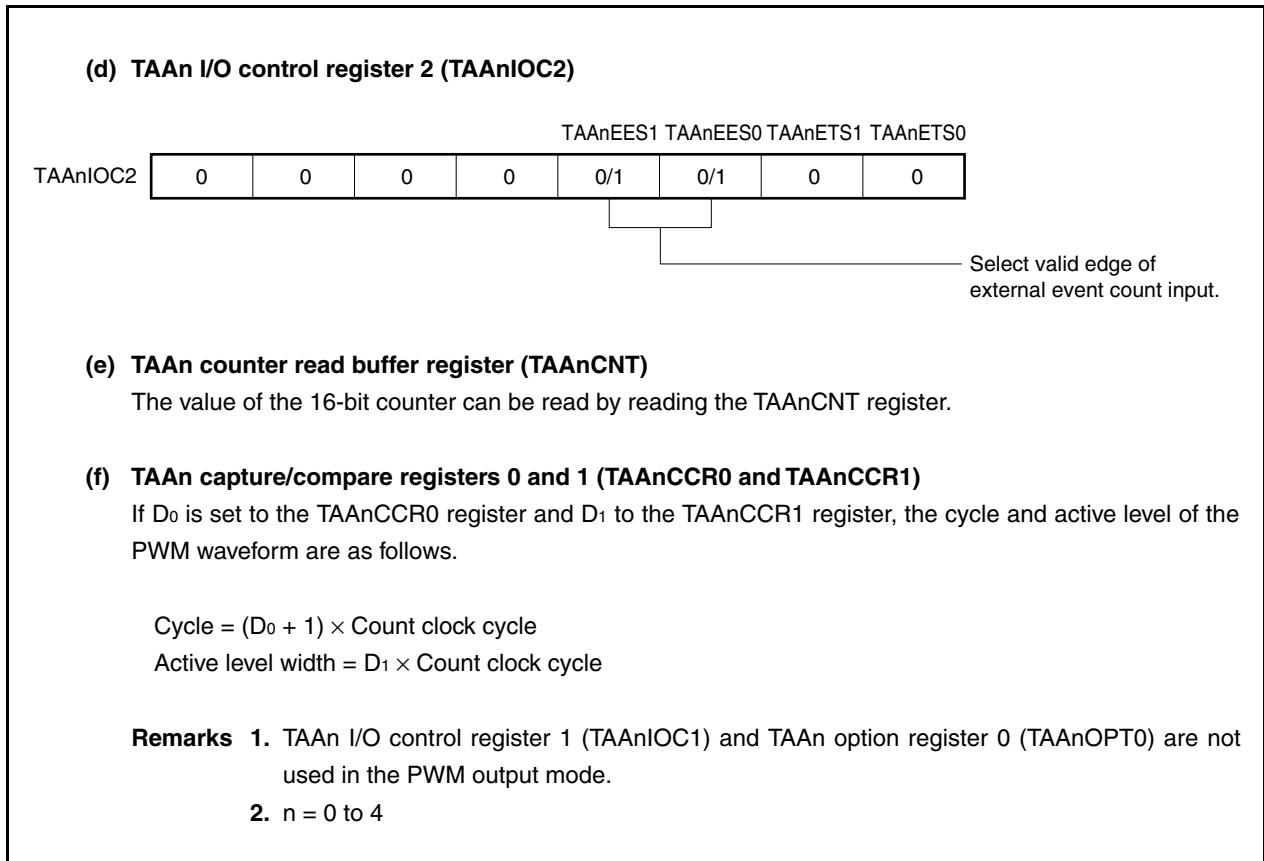 (d) TAAn I/O control register 2 (TAAnIOC2)
TAAnEES1 TAAnEES0 TAAnETS1 TAAnETS0
TAAnIOC2 0 0 0 0 0/1 0/1 0 0
Select valid edge of
external event count input.
(e) TAAn counter read buffer register (TAAnCNT)
The value of the 16-bit counter can be read by reading the TAAnCNT register.
(f) TAAn capture/compare registers 0 and 1 (TAAnCCR0 and TAAnCCR1)
If D0 is set to the TAAnCCR0 register and D1 to the TAAnCCR1 register, the cycle and active level of the
PWM waveform are as follows.
Cycle = (D0 + 1) × Count clock cycle
Active level width = D1 × Count clock cycle
Remarks 1. TAAn I/O control register 1 (TAAnIOC1) and TAAn option register 0 (TAAnOPT0) are not
used in the PWM output mode.
2. n = 0 to 4